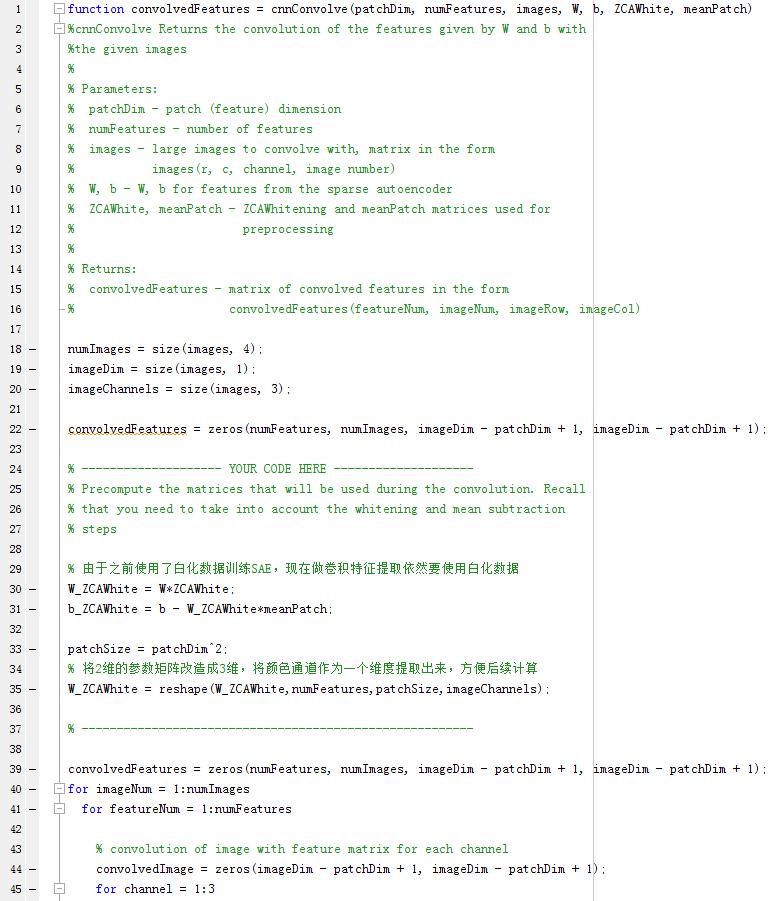 1 function convolvedFeatures = cnnConvolve(patchDim, numFeatures, images, W, b, ZCAWhite, meanPatch)
2 %cnnConvolve Returns the convolution of the features given by W and b with
3 %the given images
4 %
5 % Parameters:
6 %  patchDim - patch (feature) dimension
7 %  numFeatures - number of features
8 %  images - large images to convolve with, matrix in the form
9 %           images(r, c, channel, image number)
10 %  W, b - W, b for features from the sparse autoencoder
11 %  ZCAWhite, meanPatch - ZCAWhitening and meanPatch matrices used for
12 %                        preprocessing
13 %
14 % Returns:
15 %  convolvedFeatures - matrix of convolved features in the form
16 %                      convolvedFeatures(featureNum, imageNum, imageRow, imageCol)
17
18 numImages = size(images, 4);
19 imageDim = size(images, 1);
20 imageChannels = size(images, 3);
21
22 convolvedFeatures = zeros(numFeatures, numImages, imageDim - patchDim + 1, imageDim - patchDim + 1);
23
24 % -------------------- YOUR CODE HERE --------------------
25 % Precompute the matrices that will be used during the convolution. Recall
26 % that you need to take into account the whitening and mean subtraction
27 % steps
28
29 % 由于之前使用了白化数据训练SAE，现在做卷积特征提取依然要使用白化数据
30 W_ZCAWhite = W*ZCAWhite;
31 b_ZCAWhite = b - W_ZCAWhite*meanPatch;
32
33 patchSize = patchDim^2;
34 % 将2维的参数矩阵改造成3维，将颜色通道作为一个维度提取出来，方便后续计算
35 W_ZCAWhite = reshape(W_ZCAWhite,numFeatures,patchSize,imageChannels);
36
37 % --------------------------------------------------------
38
39 convolvedFeatures = zeros(numFeatures, numImages, imageDim - patchDim + 1, imageDim - patchDim + 1);
40 for imageNum = 1:numImages
41   for featureNum = 1:numFeatures
42
43     % convolution of image with feature matrix for each channel
44     convolvedImage = zeros(imageDim - patchDim + 1, imageDim - patchDim + 1);
45     for channel = 1:3